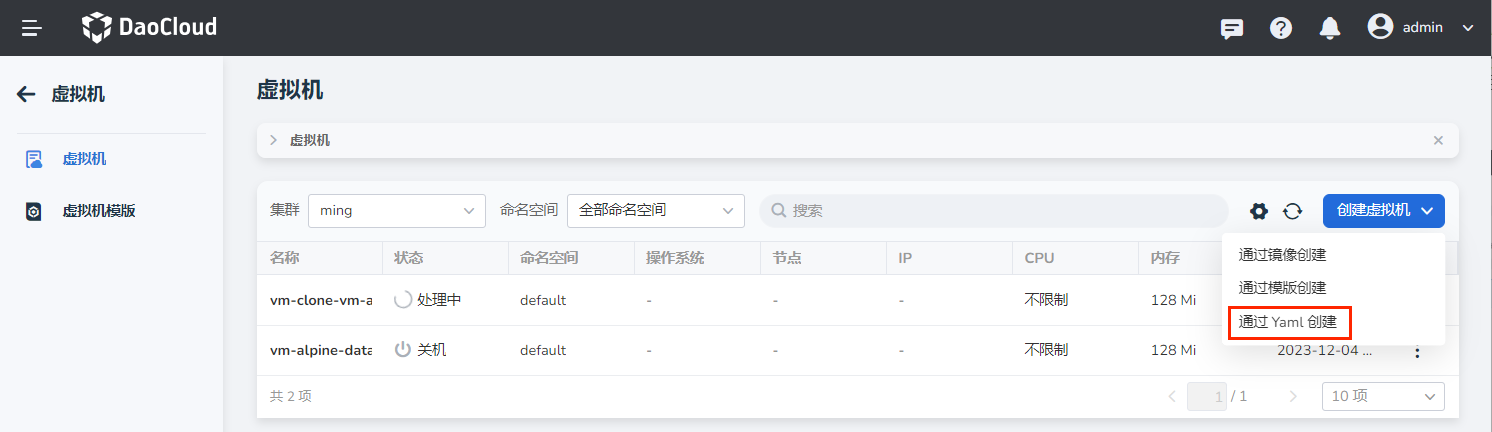 DaoCloud
admin
虚拟机
虚拟机
虚拟机模版
虚拟机
虚拟机
集群 ming 命名空间 全部命名空间 搜索 创建虚拟机
通过镜像创建
通过模版创建
通过 Yaml 创建
名称 状态 命名空间 操作系统 节点 IP CPU 内存
vm-clone-vm-a 处理中 default - - - 不限制 128 Mi
vm-alpine-data 关机 default - - - 不限制 128 Mi 2023-12-04 ...
共 2 项 1 / 1 10 项